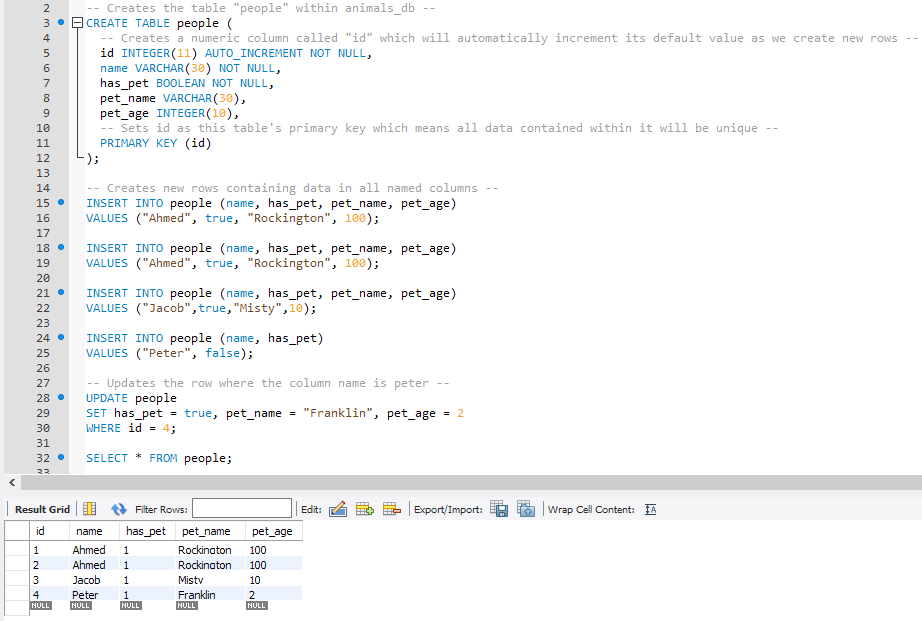 2 -- Creates the table "people" within animals_db --
3 CREATE TABLE people (
4 -- Creates a numeric column called "id" which will automatically increment its default value as we create new rows --
5 id INTEGER(11) AUTO_INCREMENT NOT NULL,
6 name VARCHAR(30) NOT NULL,
7 has_pet BOOLEAN NOT NULL,
8 pet_name VARCHAR(30),
9 pet_age INTEGER(10),
10 -- Sets id as this table's primary key which means all data contained within it will be unique --
11 PRIMARY KEY (id)
12 );
13
14 -- Creates new rows containing data in all named columns --
15 INSERT INTO people (name, has_pet, pet_name, pet_age)
16 VALUES ("Ahmed", true, "Rockington", 100);
17
18 INSERT INTO people (name, has_pet, pet_name, pet_age)
19 VALUES ("Ahmed", true, "Rockington", 100);
20
21 INSERT INTO people (name, has_pet, pet_name, pet_age)
22 VALUES ("Jacob",true,"Misty",10);
23
24 INSERT INTO people (name, has_pet)
25 VALUES ("Peter", false);
26
27 -- Updates the row where the column name is peter --
28 UPDATE people
29 SET has_pet = true, pet_name = "Franklin", pet_age = 2
30 WHERE id = 4;
31
32 SELECT * FROM people;
33
Result Grid Filter Rows: Edit: Export/Import: Wrap Cell Content:
id name has_pet pet_name pet_age
1 Ahmed 1 Rockington 100
2 Ahmed 1 Rockington 100
3 Jacob 1 Misty 10
4 Peter 1 Franklin 2
NULL NULL NULL NULL NULL